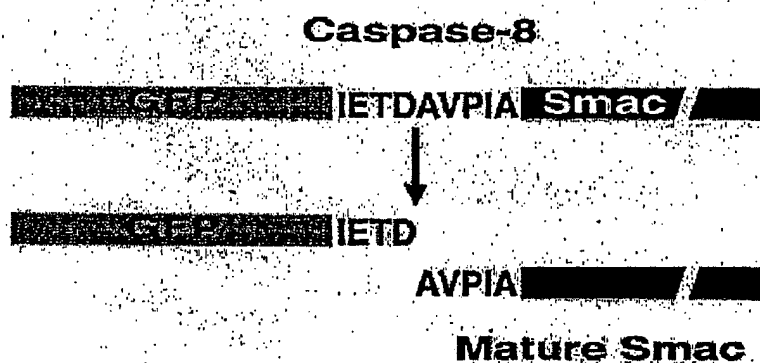 Caspase-8
GFP IETDAVPIA Smac
GFP IETD
AVPIA
Mature Smac